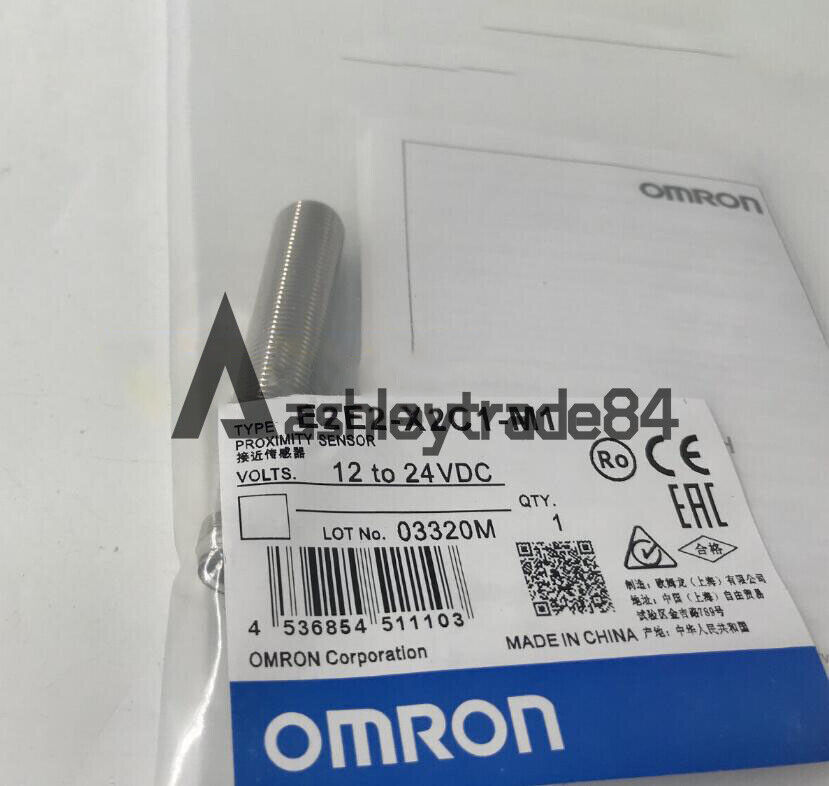 OMRON
ashleytrade84
TYPE E2E2-X2C1-M1
PROXIMITY SENSOR
接近传感器
VOLTS. 12 to 24VDC
QTY.
1
LOT No. 03320M
Ro
CE
EAC
合格
制造: 欧姆龙（上海）有限公司
地址: 中国（上海）自由贸易
试验区金吉路789号
MADE IN CHINA 产地: 中华人民共和国
4 536854 511103
OMRON Corporation
OMRON